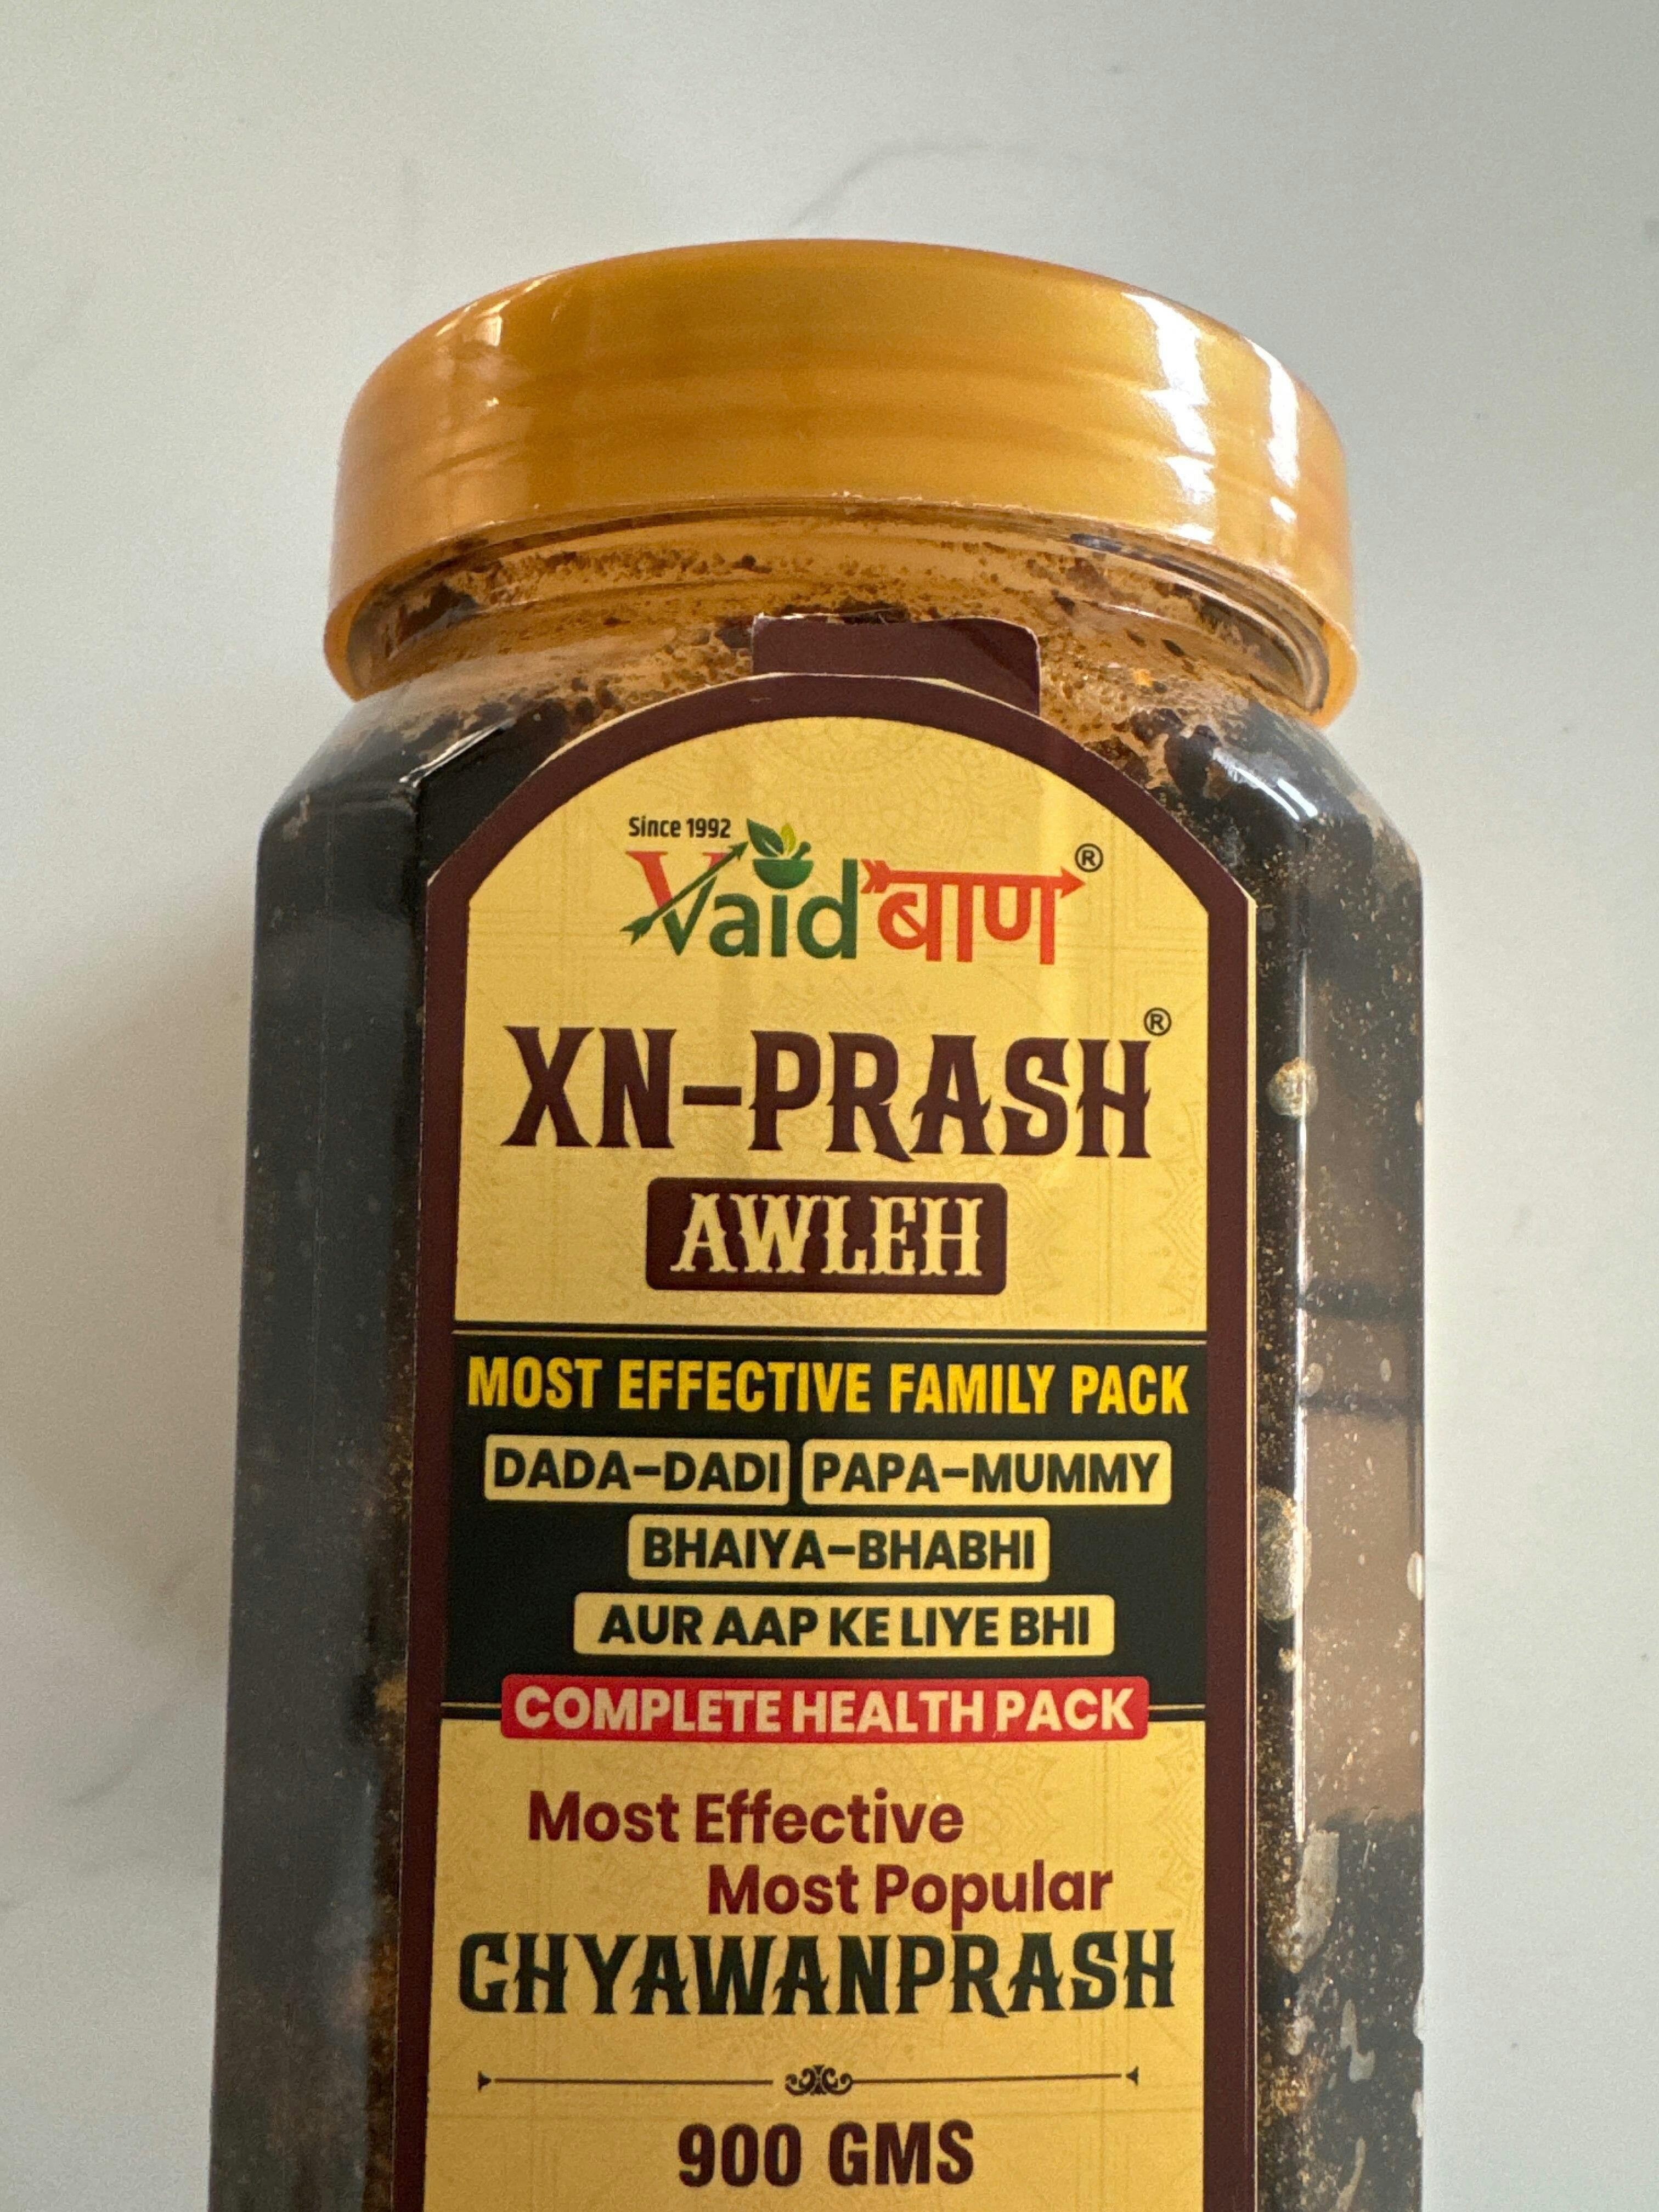 Since 1992
Vaidबाण®
XN-PRASH®
AWLEH
MOST EFFECTIVE FAMILY PACK
DADA-DADI PAPA-MUMMY
BHAIYA-BHABHI
AUR AAP KE LIYE BHI
COMPLETE HEALTH PACK
Most Effective
Most Popular
CHYAWANPRASH
900 GMS